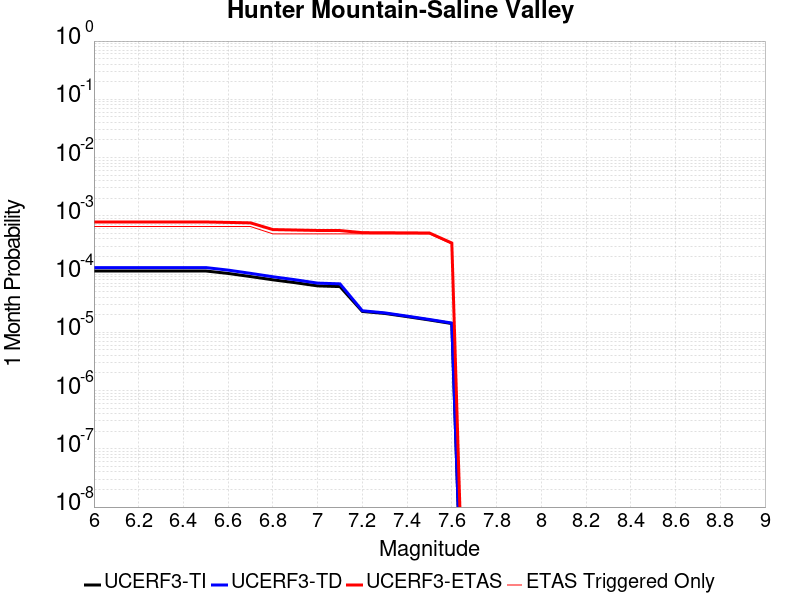 Hunter Mountain-Saline Valley
10^0
10^-1
10^-2
10^-3
10^-4
10^-5
10^-6
10^-7
10^-8
1 Month Probability
6 6.2 6.4 6.6 6.8 7 7.2 7.4 7.6 7.8 8 8.2 8.4 8.6 8.8 9
Magnitude
UCERF3-TI UCERF3-TD UCERF3-ETAS ETAS Triggered Only